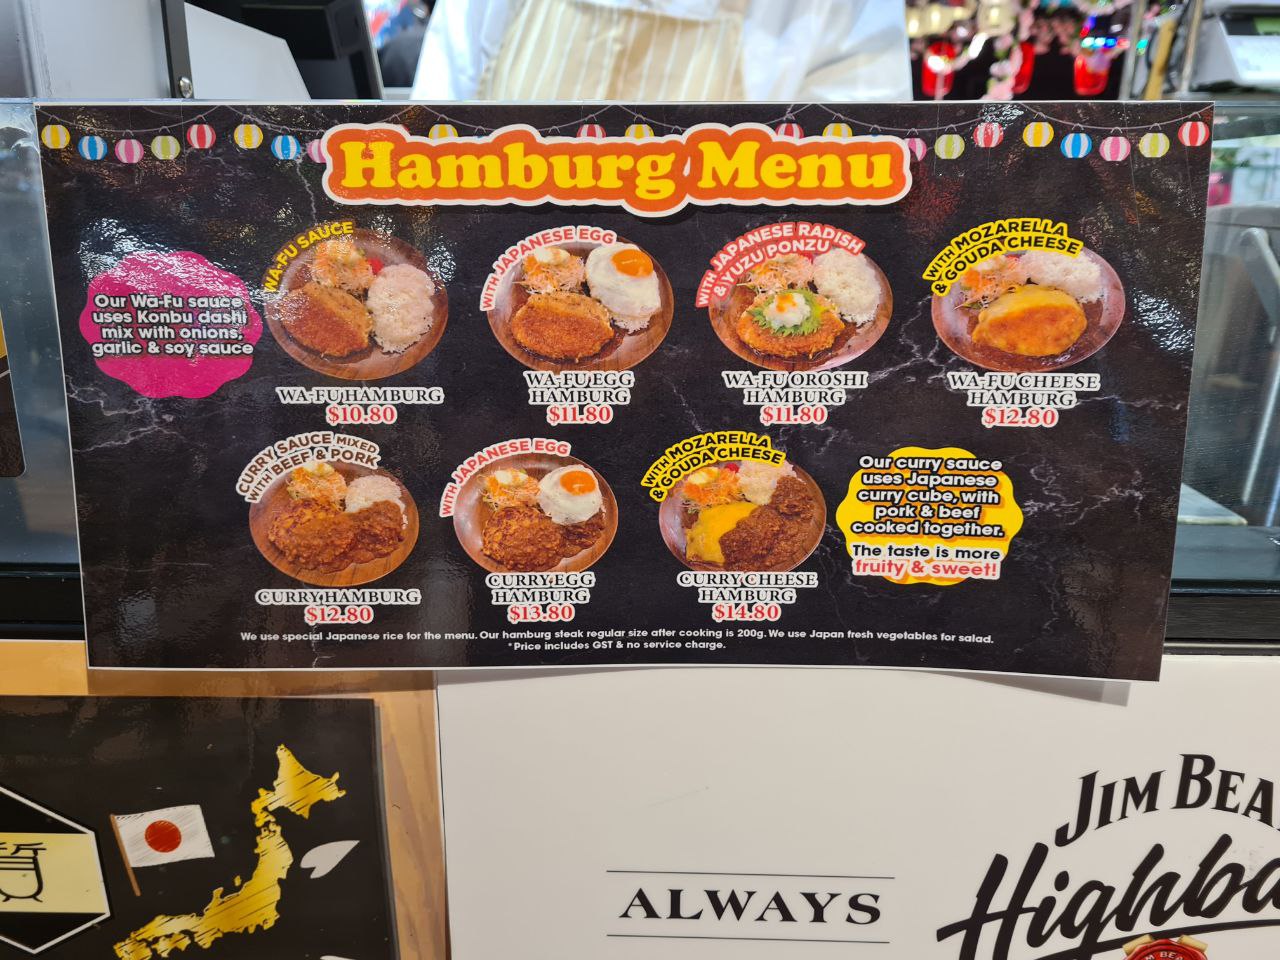 Hamburg Menu
Our Wa-Fu sauce
uses Konbu dashi
mix with onions,
garlic & soy sauce
WA-FU SAUCE
WA-FU HAMBURG
$10.80
WITH JAPANESE EGG
WA-FU EGG
HAMBURG
$11.80
WITH JAPANESE RADISH
& YUZU PONZU
WA-FU OROSHI
HAMBURG
$11.80
WITH MOZARELLA
& GOUDA CHEESE
WA-FU CHEESE
HAMBURG
$12.80
CURRY SAUCE MIXED
WITH BEEF & PORK
CURRY HAMBURG
$12.80
WITH JAPANESE EGG
CURRY EGG
HAMBURG
$13.80
WITH MOZARELLA
& GOUDA CHEESE
CURRY CHEESE
HAMBURG
$14.80
Our curry sauce
uses Japanese
curry cube, with
pork & beef
cooked together.
The taste is more
fruity & sweet!
We use special Japanese rice for the menu. Our hamburg steak regular size after cooking is 200g. We use Japan fresh vegetables for salad.
*Price includes GST & no service charge.
ALWAYS
JIM BEA
Highba